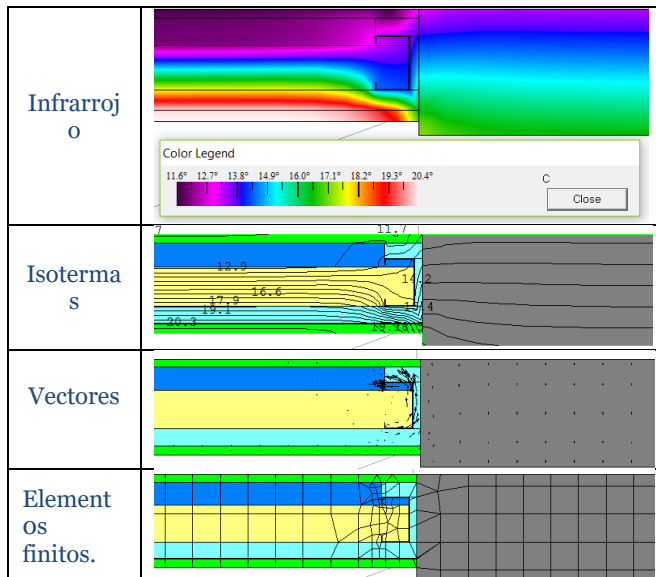 Infrarroj
o
Color Legend
11.6° 12.7° 13.8° 14.9° 16.0° 17.1° 18.2° 19.3° 20.4°
C
Close
Isoterma
s
7
11.7
12.9
14.2
16.6
17.9
15.4
19.1
20.3
Vectores
Element
os
finitos.